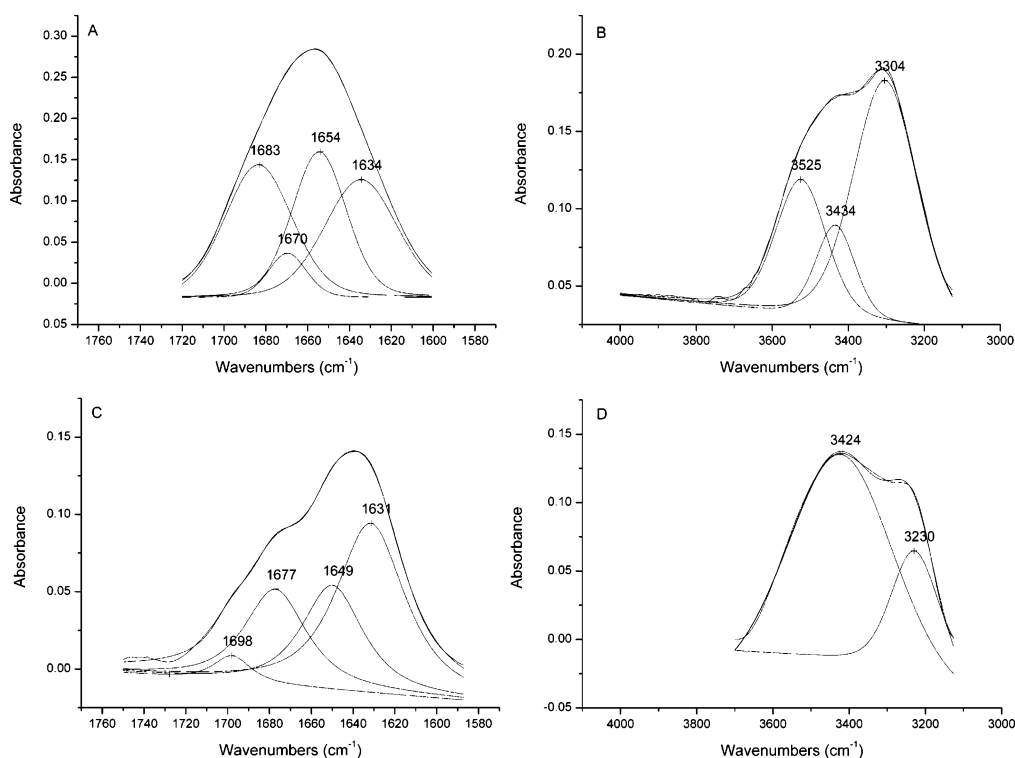 A
0.30
0.25
0.20
0.15
0.10
0.05
0.00
0.05
Absorbance
1683
1654
1634
1670
1760 1740 1720 1700 1680 1660 1640 1620 1600 1580
Wavenumbers (cm-1)
B
0.20
0.15
0.10
0.05
Absorbance
3304
3525
3434
4000 3800 3600 3400 3200 3000
Wavenumbers (cm-1)
C
0.15
0.10
0.05
0.00
Absorbance
1631
1677
1649
1698
1760 1740 1720 1700 1680 1660 1640 1620 1600 1580
Wavenumbers (cm-1)
D
0.15
0.10
0.05
0.00
-0.05
Absorbance
3424
3230
4000 3800 3600 3400 3200 3000
Wavenumbers (cm-1)